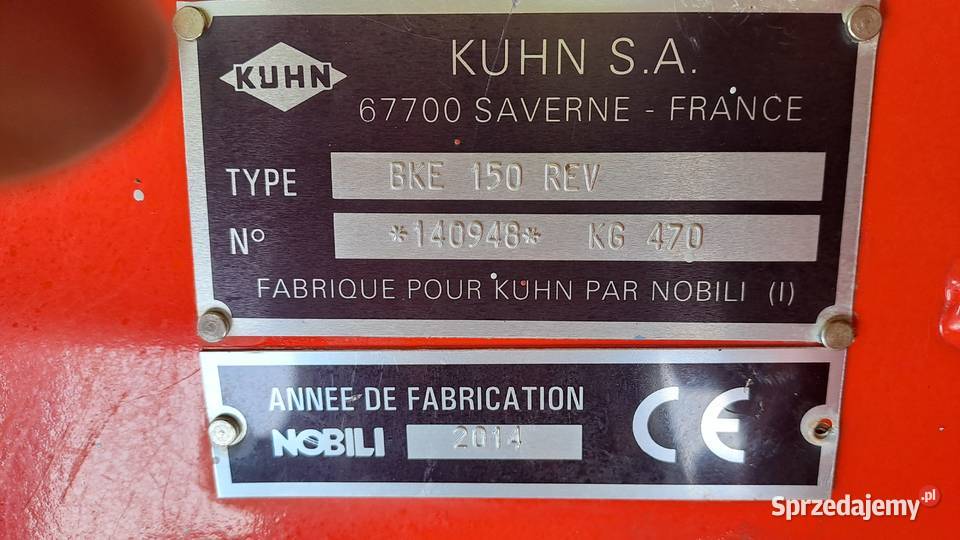 KUHN
KUHN S.A.
67700 SAVERNE - FRANCE
TYPE BKE 150 REV
N° *140948* KG 470
FABRIQUE POUR KUHN PAR NOBILI (I)
ANNEE DE FABRICATION
NOBILI 2014
CE
Sprzedajemy.pl